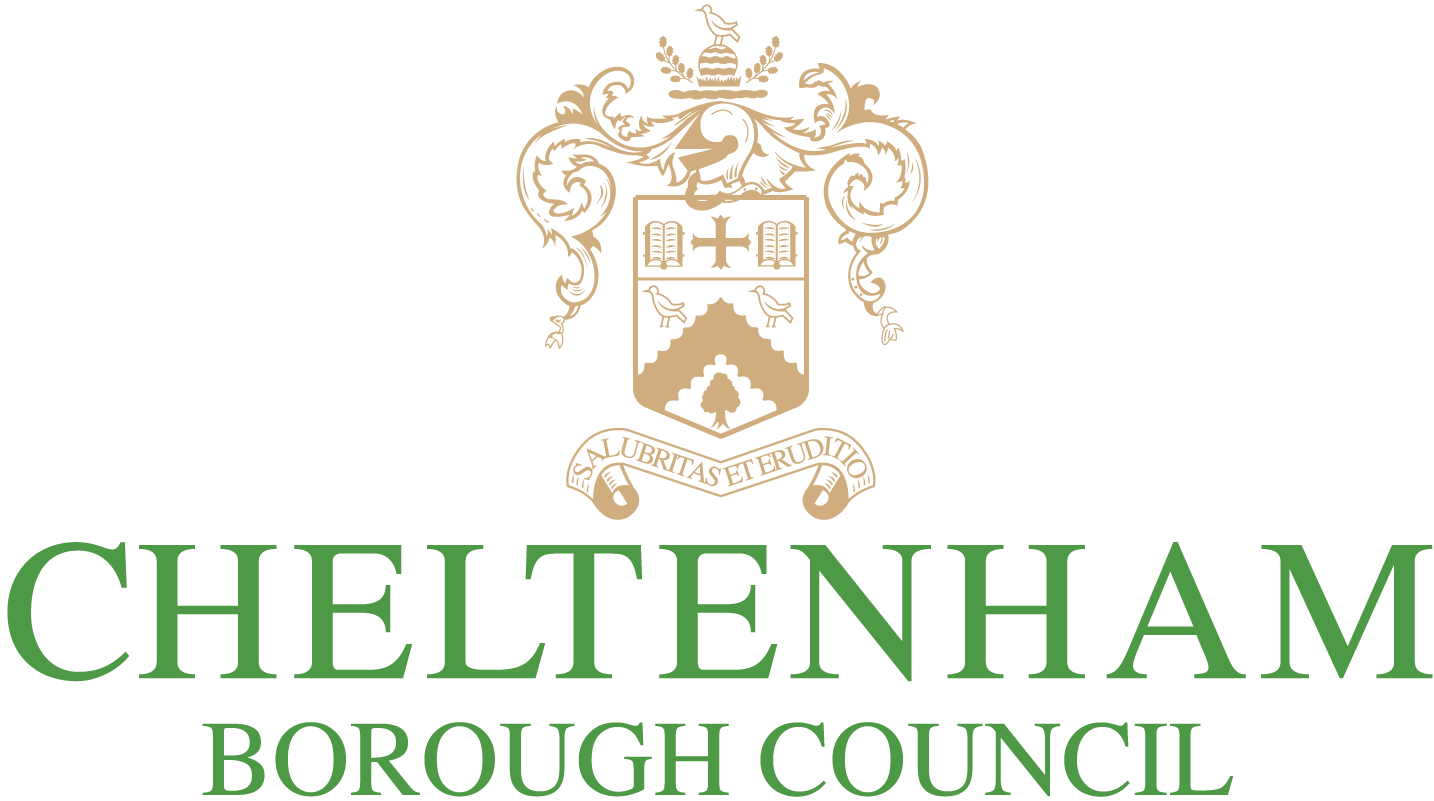 SALUBRITAS ET ERUDITIO
CHELTENHAM
BOROUGH COUNCIL